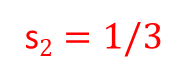 s₂ = 1/3